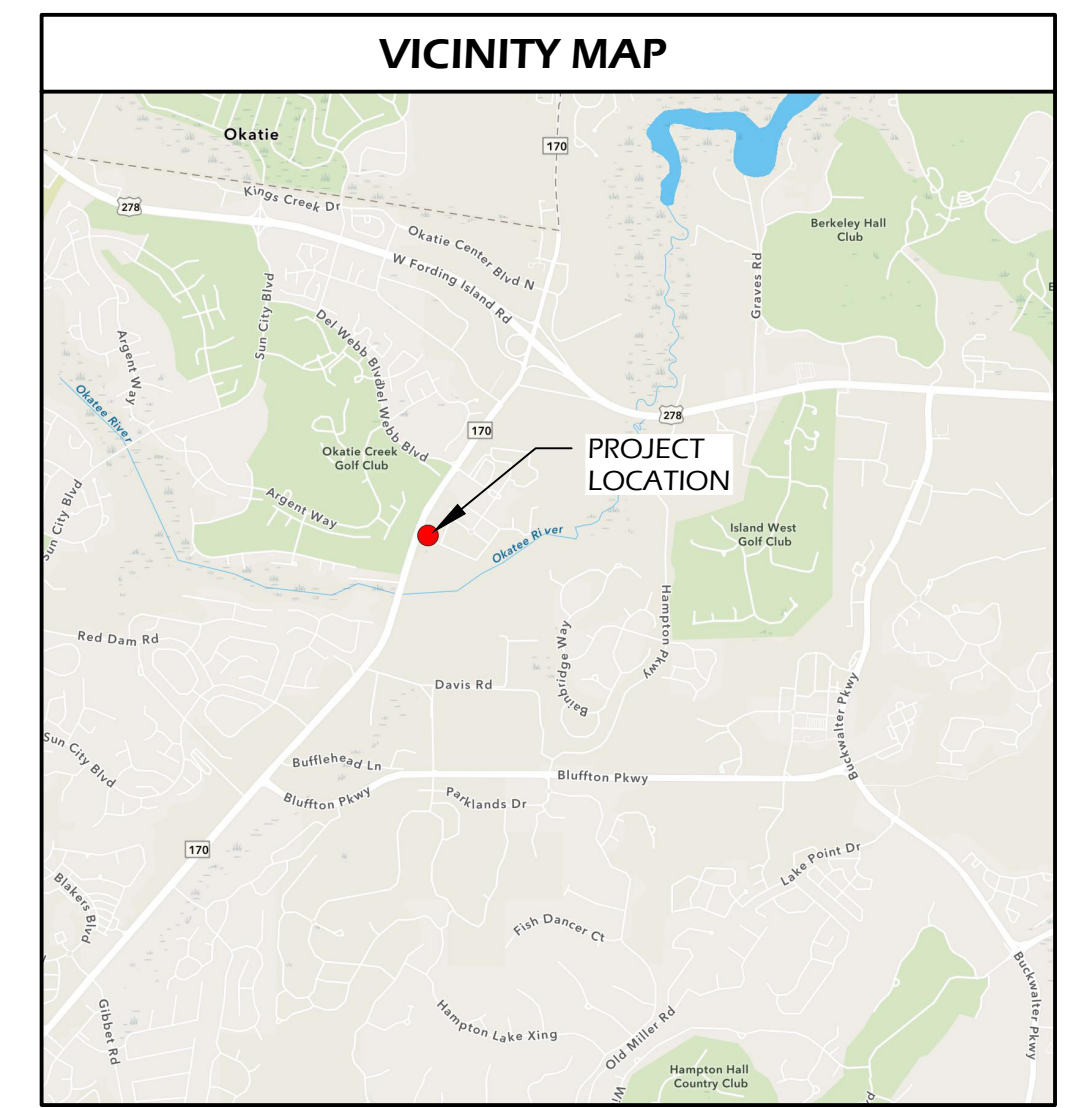 VICINITY MAP
Okatie
170
Kings Creek Dr
278
Okatie Center Blvd N
W Fording Island Rd
Berkeley Hall
Club
Graves Rd
Sun City Blvd
Argent Way
Del Webb Blvd
Del Webb Blvd
Okatee River
278
170
PROJECT
LOCATION
Okatie Creek
Golf Club
Argent Way
Sun City Blvd
Okatee River
Island West
Golf Club
Red Dam Rd
Hampton Pkwy
Bainbridge Way
Davis Rd
Buckwalter Pkwy
Sun City Blvd
Bufflehead Ln
Bluffton Pkwy
Bluffton Pkwy
Parklands Dr
170
Lake Point Dr
Blakers Blvd
Fish Dancer Ct
Buckwalter Pkwy
Gibbet Rd
Hampton Lake Xing
Old Miller Rd
Hampton Hall
Country Club